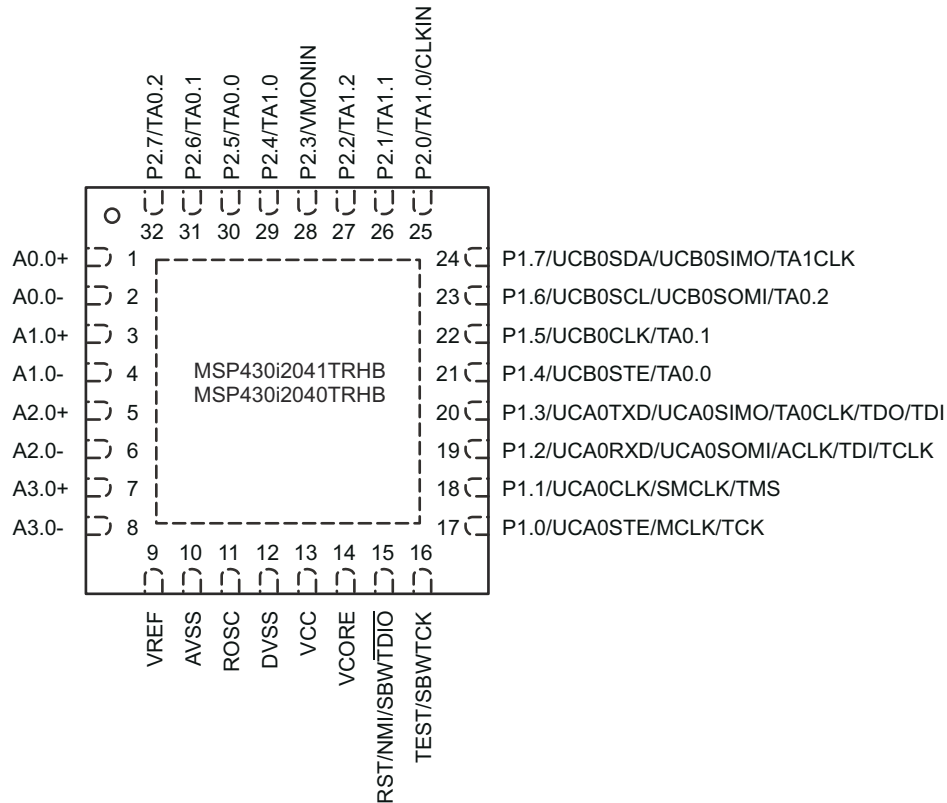 P2.7/TA0.2
P2.6/TA0.1
P2.5/TA0.0
P2.4/TA1.0
P2.3/VMONIN
P2.2/TA1.2
P2.1/TA1.1
P2.0/TA1.0/CLKIN
32 31 30 29 28 27 26 25
A0.0+ 1
A0.0- 2
A1.0+ 3
A1.0- 4
A2.0+ 5
A2.0- 6
A3.0+ 7
A3.0- 8
MSP430i2041TRHB
MSP430i2040TRHB
24 P1.7/UCB0SDA/UCB0SIMO/TA1CLK
23 P1.6/UCB0SCL/UCB0SOMI/TA0.2
22 P1.5/UCB0CLK/TA0.1
21 P1.4/UCB0STE/TA0.0
20 P1.3/UCA0TXD/UCA0SIMO/TA0CLK/TDO/TDI
19 P1.2/UCA0RXD/UCA0SOMI/ACLK/TDI/TCLK
18 P1.1/UCA0CLK/SMCLK/TMS
17 P1.0/UCA0STE/MCLK/TCK
9 10 11 12 13 14 15 16
VREF
AVSS
ROSC
DVSS
VCC
VCORE
RST/NMI/SBWTDIO
TEST/SBWTCK